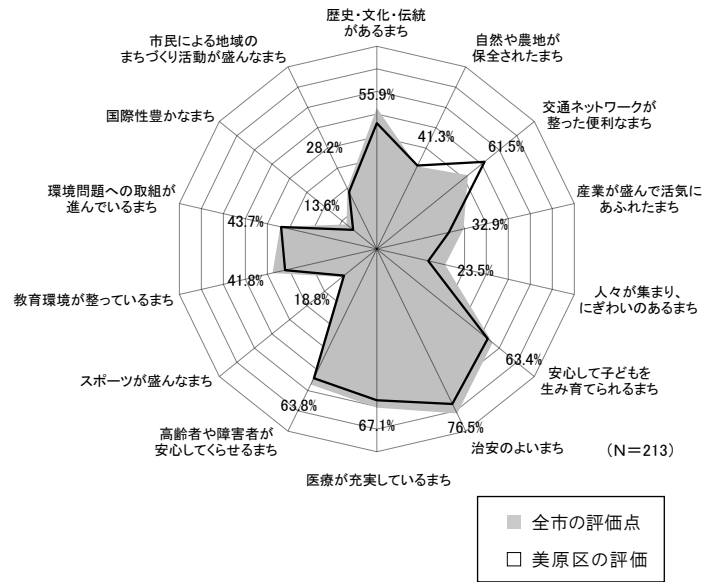 歴史・文化・伝統
があるまち
55.9%
自然や農地が
保全されたまち
41.3%
交通ネットワークが
整った便利なまち
61.5%
産業が盛んで活気に
あふれたまち
32.9%
人々が集まり、
にぎわいのあるまち
23.5%
安心して子どもを
生み育てられるまち
63.4%
治安のよいまち
76.5%
医療が充実しているまち
67.1%
高齢者や障害者が
安心してくらせるまち
63.8%
スポーツが盛んなまち
18.8%
教育環境が整っているまち
41.8%
環境問題への取組が
進んでいるまち
43.7%
国際性豊かなまち
13.6%
市民による地域の
まちづくり活動が盛んなまち
28.2%
(N=213)
全市の評価点
美原区の評価